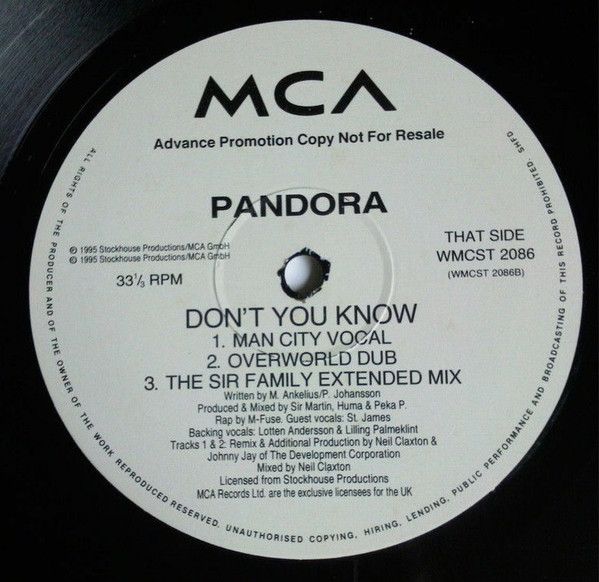 MCA
Advance Promotion Copy Not For Resale
PANDORA
℗ 1995 Stockhouse Productions/MCA GmbH
© 1995 Stockhouse Productions/MCA GmbH
33⅓ RPM
THAT SIDE
WMCST 2086
(WMCST 2086B)
DON'T YOU KNOW
1. MAN CITY VOCAL
2. OVERWORLD DUB
3. THE SIR FAMILY EXTENDED MIX
Written by M. Ankelius/P. Johansson
Produced & Mixed by Sir Martin, Huma & Peka P.
Rap by M-Fuse. Guest vocals: St. James
Backing vocals: Lotten Andersson & Lilling Palmeklint
Tracks 1 & 2: Remix & Additional Production by Neil Claxton &
Johnny Jay of The Development Corporation
Mixed by Neil Claxton
Licensed from Stockhouse Productions
MCA Records Ltd. are the exclusive licensees for the UK
ALL RIGHTS OF THE PRODUCER AND OF THE OWNER OF THE WORK REPRODUCED RESERVED. UNAUTHORISED COPYING, HIRING, LENDING, PUBLIC PERFORMANCE AND BROADCASTING OF THIS RECORD PROHIBITED. SHFD